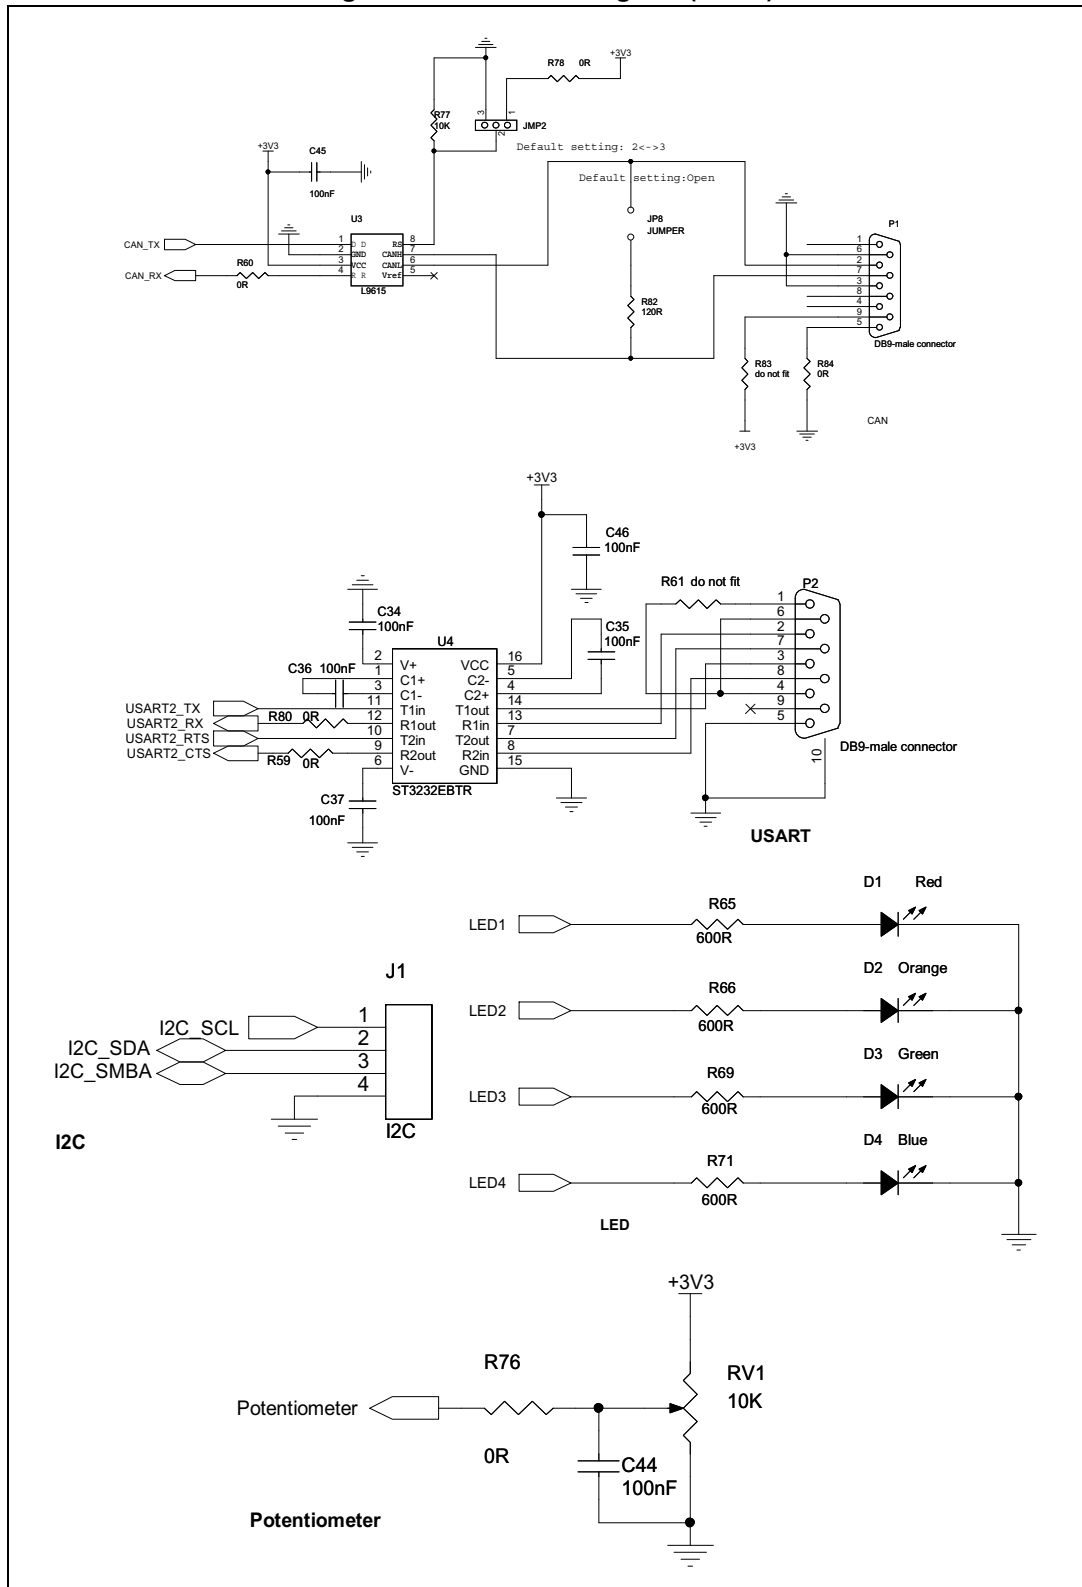 R78 0R
+3V3
R77
10K
3
1
2
JMP2
Default setting: 2<->3
+3V3
C45
100nF
Default setting:Open
U3
JP8
JUMPER
P1
CAN_TX
CAN_RX
R60
0R
1
2
3
4
D D
GND
VCC
R R
RS
CANH
CANL
Vref
8
7
6
5
L9615
R82
120R
1
6
2
7
3
8
4
9
5
DB9-male connector
R83
do not fit
R84
0R
+3V3
CAN
+3V3
C46
100nF
R61 do not fit
P2
C34
100nF
C35
100nF
U4
C36 100nF
2
1
3
11
12
10
9
6
V+
C1+
C1-
T1in
R1out
T2in
R2out
V-
VCC
C2-
C2+
T1out
R1in
T2out
R2in
GND
16
5
4
14
13
7
8
15
USART2_TX
USART2_RX
USART2_RTS
USART2_CTS
R80 0R
R59 0R
ST3232EBTR
C37
100nF
1
6
2
7
3
8
4
9
5
10
DB9-male connector
USART
D1 Red
LED1
R65
600R
D2 Orange
LED2
R66
600R
D3 Green
LED3
R69
600R
D4 Blue
LED4
R71
600R
LED
J1
I2C_SCL
I2C_SDA
I2C_SMBA
1
2
3
4
I2C
I2C
+3V3
R76
RV1
10K
Potentiometer
0R
C44
100nF
Potentiometer